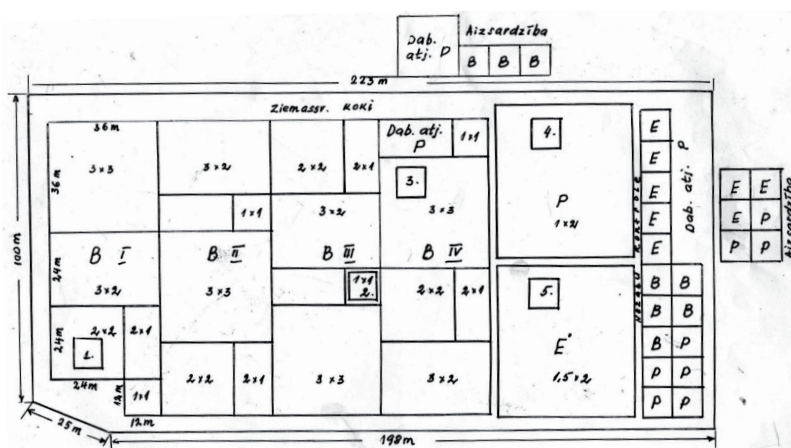 Dab.
atj. P
Aizsardzība
B B B
223 m
Ziemassv. koki
100m
36m
36m
3×3
3×2
2×2
2×1
Dab. atj.
P
1×1
1×1
3×2
3.
3×3
24m
B I
3×2
B II
3×3
B III
B IV
1×1
2.
2×2
2×1
24m
2×2
1.
2×1
24m
12m
1×1
12m
2×2
2×1
3×3
3×2
4.
P
1×2
5.
E
1,5×2
KONTROLE
E
E
E
E
E
Dab. atj. P
B B
B B
B P
P P
P P
E E
E P
P P
Aizsardzība
25m
198m